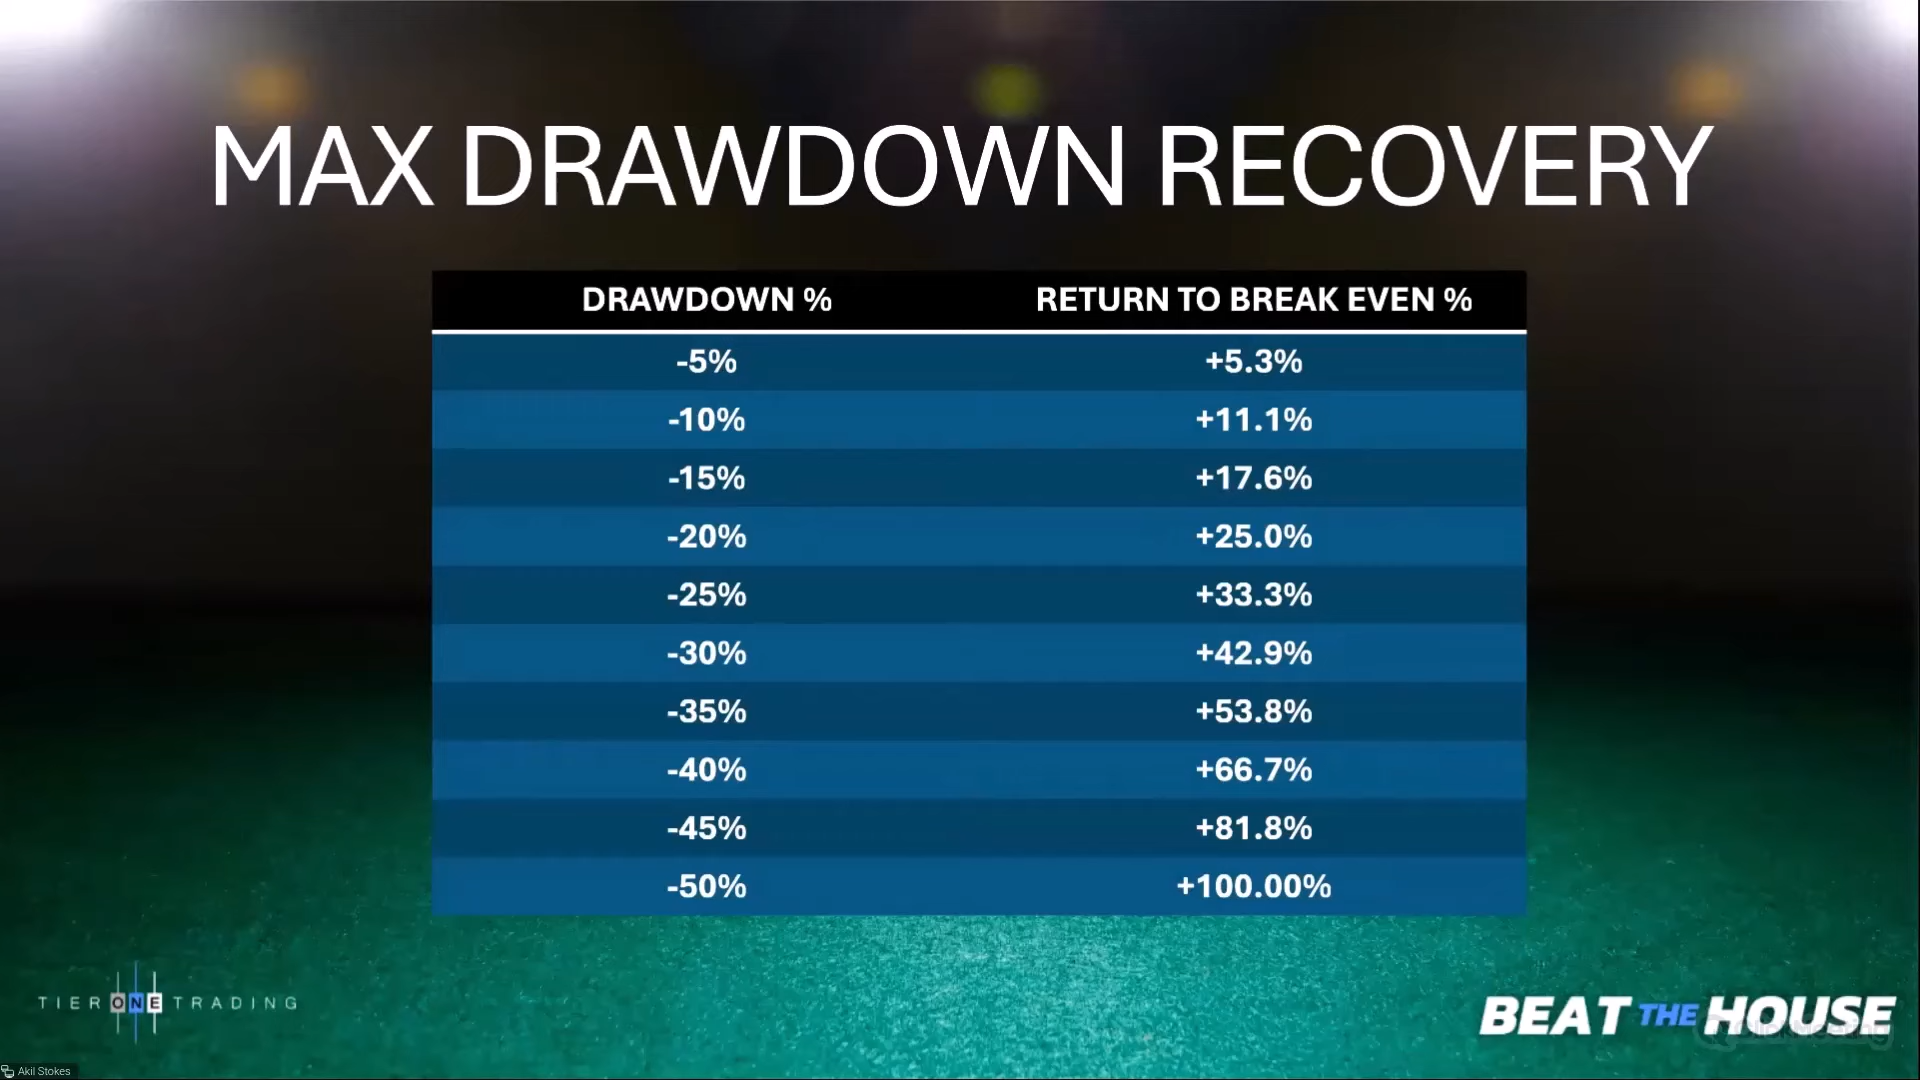 MAX DRAWDOWN RECOVERY
DRAWDOWN % RETURN TO BREAK EVEN %
-5% +5.3%
-10% +11.1%
-15% +17.6%
-20% +25.0%
-25% +33.3%
-30% +42.9%
-35% +53.8%
-40% +66.7%
-45% +81.8%
-50% +100.00%
TIER ONE TRADING
BEAT THE HOUSE
Akil Stokes